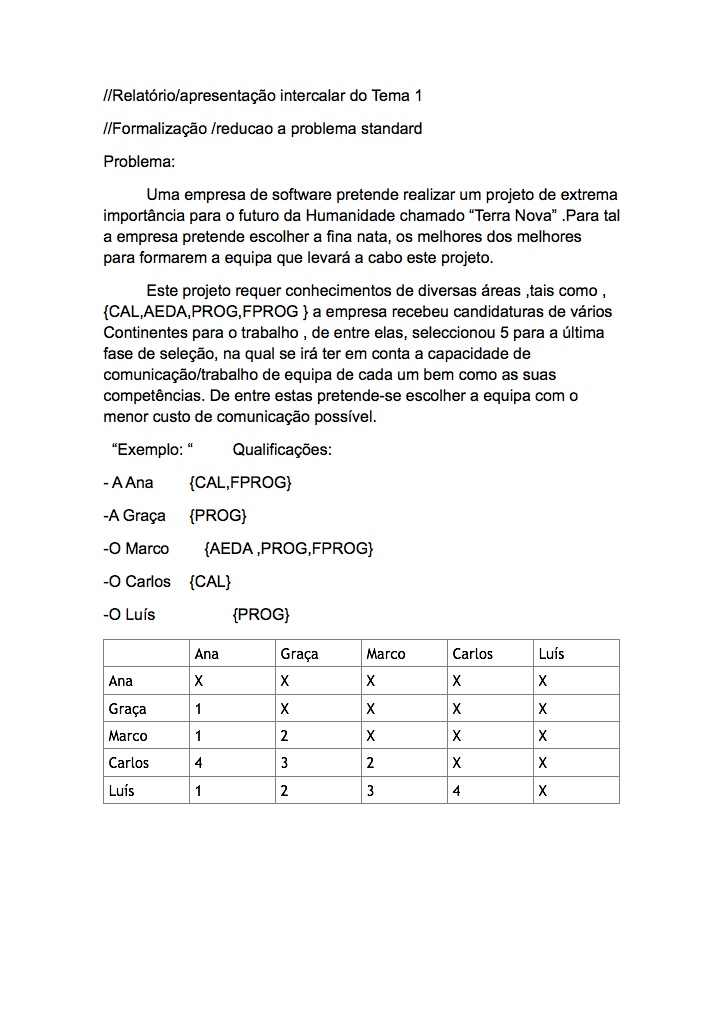 //Relatório/apresentação intercalar do Tema 1
//Formalização /reducao a problema standard
Problema:
Uma empresa de software pretende realizar um projeto de extrema
importância para o futuro da Humanidade chamado “Terra Nova” .Para tal
a empresa pretende escolher a fina nata, os melhores dos melhores
para formarem a equipa que levará a cabo este projeto.
Este projeto requer conhecimentos de diversas áreas ,tais como ,
{CAL,AEDA,PROG,FPROG } a empresa recebeu candidaturas de vários
Continentes para o trabalho , de entre elas, seleccionou 5 para a última
fase de seleção, na qual se irá ter em conta a capacidade de
comunicação/trabalho de equipa de cada um bem como as suas
competências. De entre estas pretende-se escolher a equipa com o
menor custo de comunicação possível.
“Exemplo: “ Qualificações:
- A Ana {CAL,FPROG}
-A Graça {PROG}
-O Marco {AEDA ,PROG,FPROG}
-O Carlos {CAL}
-O Luís {PROG}
Ana Graça Marco Carlos Luís
Ana X X X X X
Graça 1 X X X X
Marco 1 2 X X X
Carlos 4 3 2 X X
Luís 1 2 3 4 X